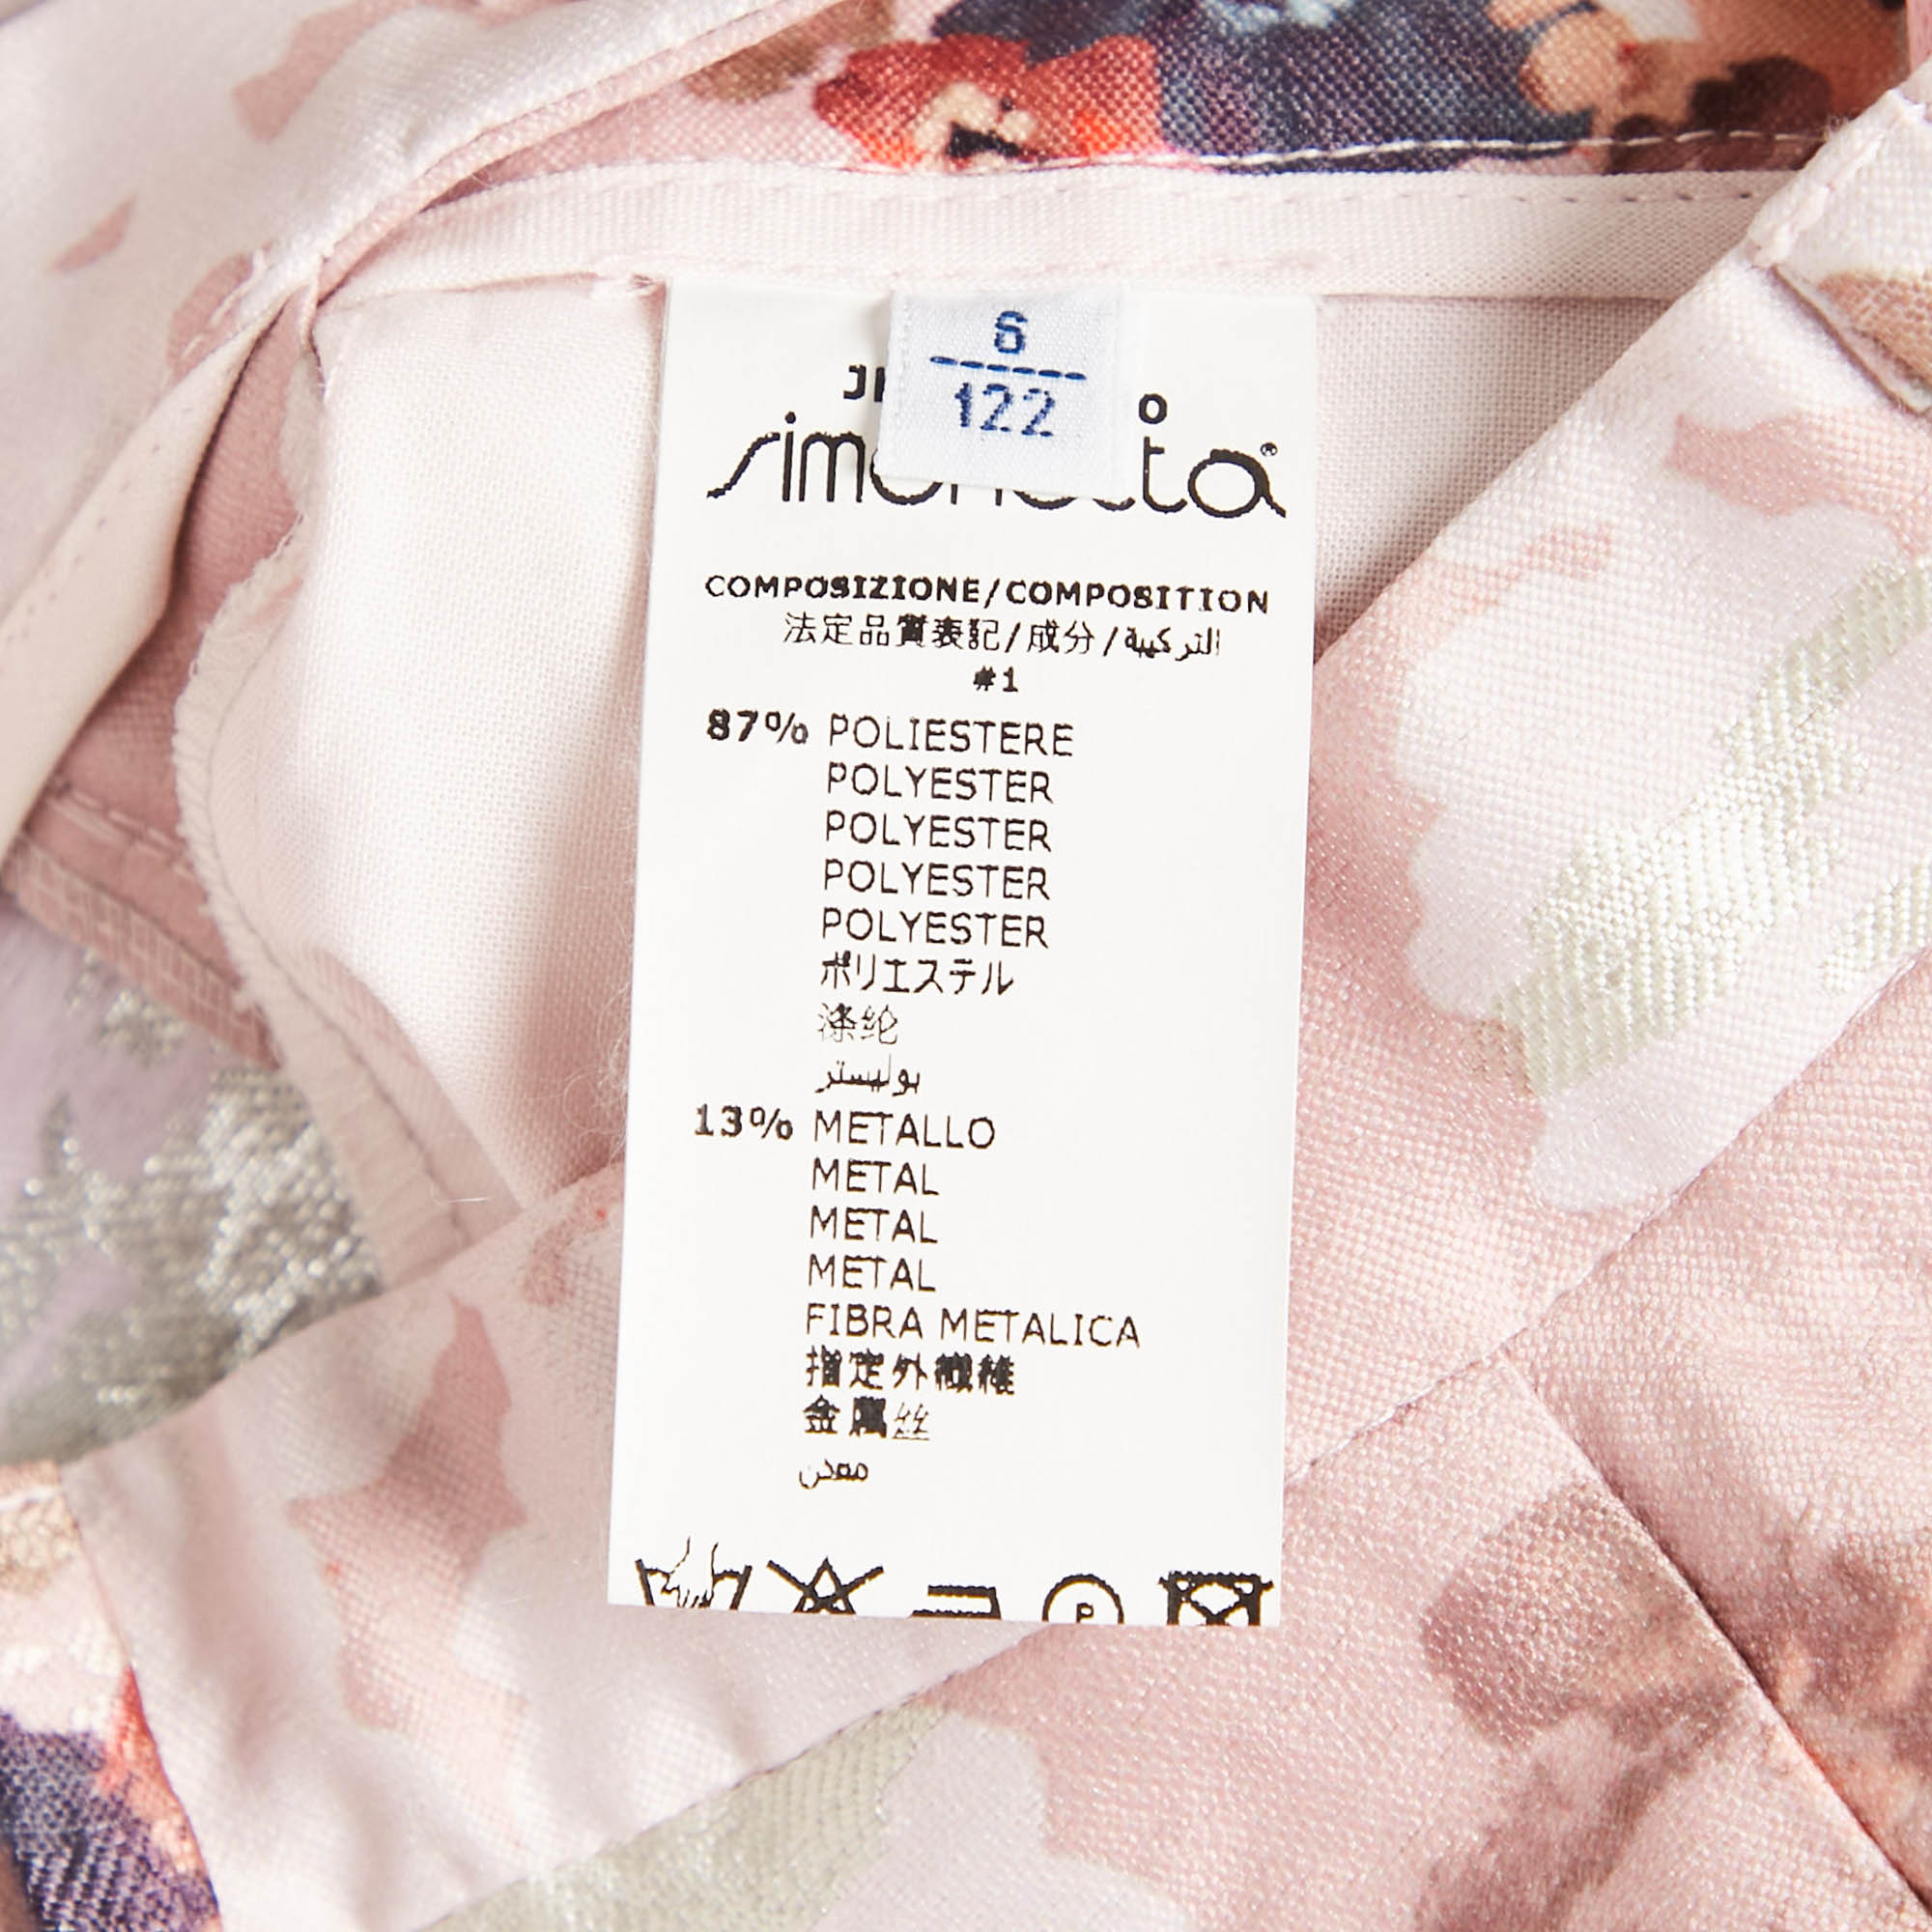 6
122
simonetta®
COMPOSIZIONE/COMPOSITION
法定品質表記/成分/التركيبة
#1
87% POLIESTERE
POLYESTER
POLYESTER
POLYESTER
POLYESTER
ポリエステル
涤纶
بوليستر
13% METALLO
METAL
METAL
METAL
FIBRA METALICA
指定外繊維
金属丝
معدن
P